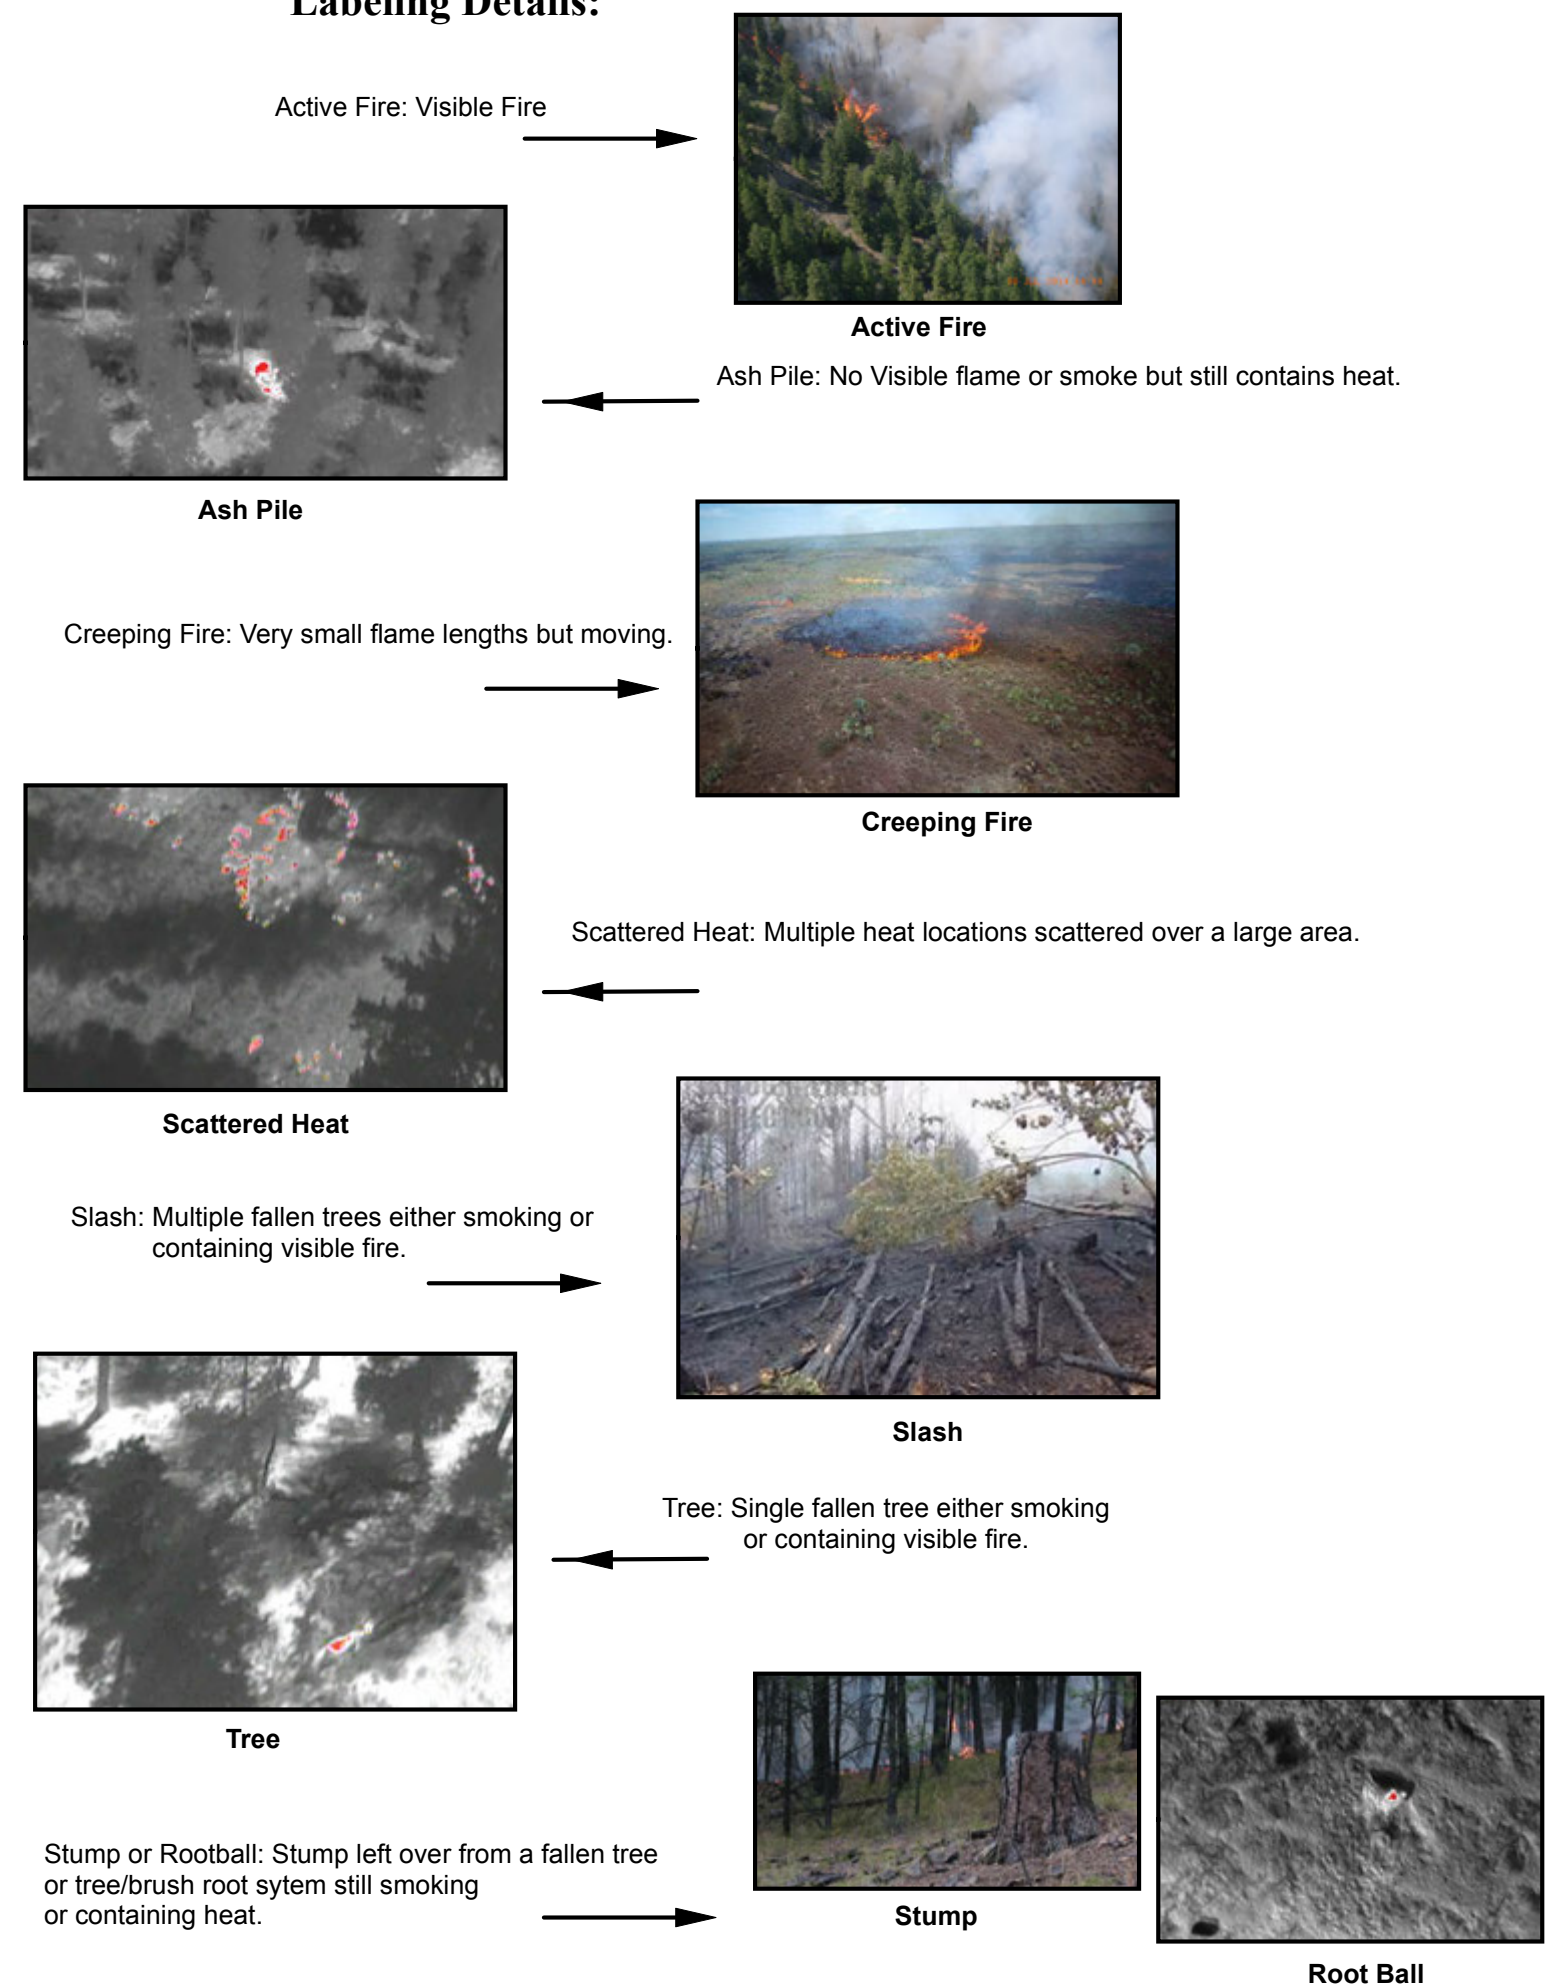 Labeling Details:
Active Fire: Visible Fire
Active Fire
Ash Pile: No Visible flame or smoke but still contains heat.
Ash Pile
Creeping Fire: Very small flame lengths but moving.
Creeping Fire
Scattered Heat: Multiple heat locations scattered over a large area.
Scattered Heat
Slash: Multiple fallen trees either smoking or
containing visible fire.
Slash
Tree: Single fallen tree either smoking
or containing visible fire.
Tree
Stump or Rootball: Stump left over from a fallen tree
or tree/brush root sytem still smoking
or containing heat.
Stump
Root Ball